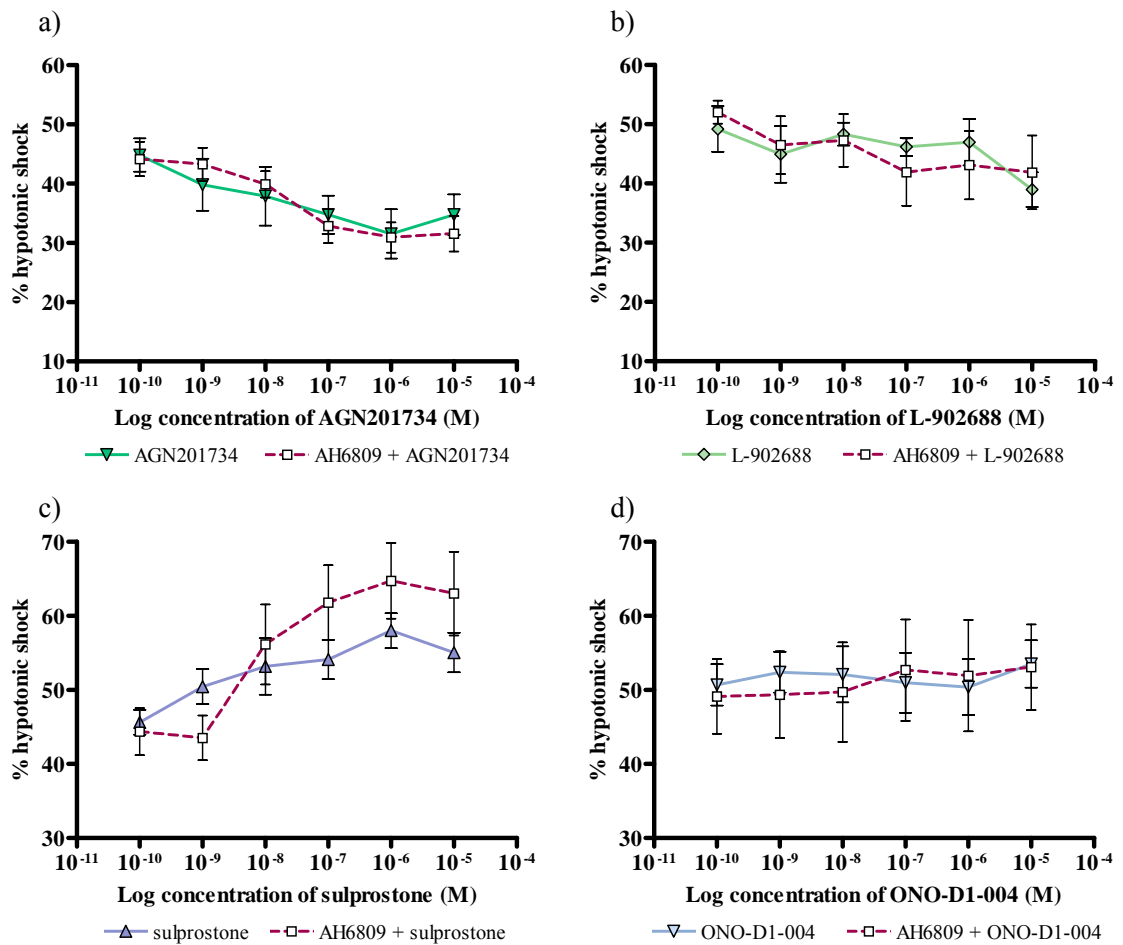 a)
% hypotonic shock
60
50
40
30
20
10
10-11 10-10 10-9 10-8 10-7 10-6 10-5 10-4
Log concentration of AGN201734 (M)
AGN201734 AH6809 + AGN201734
b)
% hypotonic shock
60
50
40
30
20
10
10-11 10-10 10-9 10-8 10-7 10-6 10-5 10-4
Log concentration of L-902688 (M)
L-902688 AH6809 + L-902688
c)
% hypotonic shock
70
60
50
40
30
10-11 10-10 10-9 10-8 10-7 10-6 10-5 10-4
Log concentration of sulprostone (M)
sulprostone AH6809 + sulprostone
d)
% hypotonic shock
70
60
50
40
30
10-11 10-10 10-9 10-8 10-7 10-6 10-5 10-4
Log concentration of ONO-D1-004 (M)
ONO-D1-004 AH6809 + ONO-D1-004